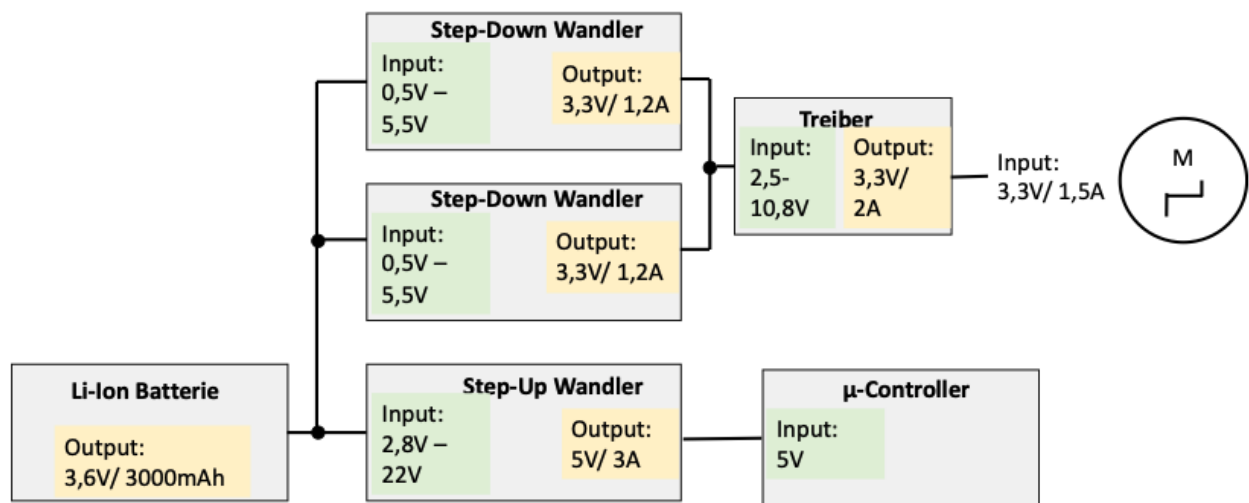 Step-Down Wandler
Input:
0,5V –
5,5V
Output:
3,3V/ 1,2A
Step-Down Wandler
Input:
0,5V –
5,5V
Output:
3,3V/ 1,2A
Treiber
Input:
2,5-
10,8V
Output:
3,3V/
2A
Input:
3,3V/ 1,5A
M
Li-Ion Batterie
Output:
3,6V/ 3000mAh
Step-Up Wandler
Input:
2,8V –
22V
Output:
5V/ 3A
µ-Controller
Input:
5V